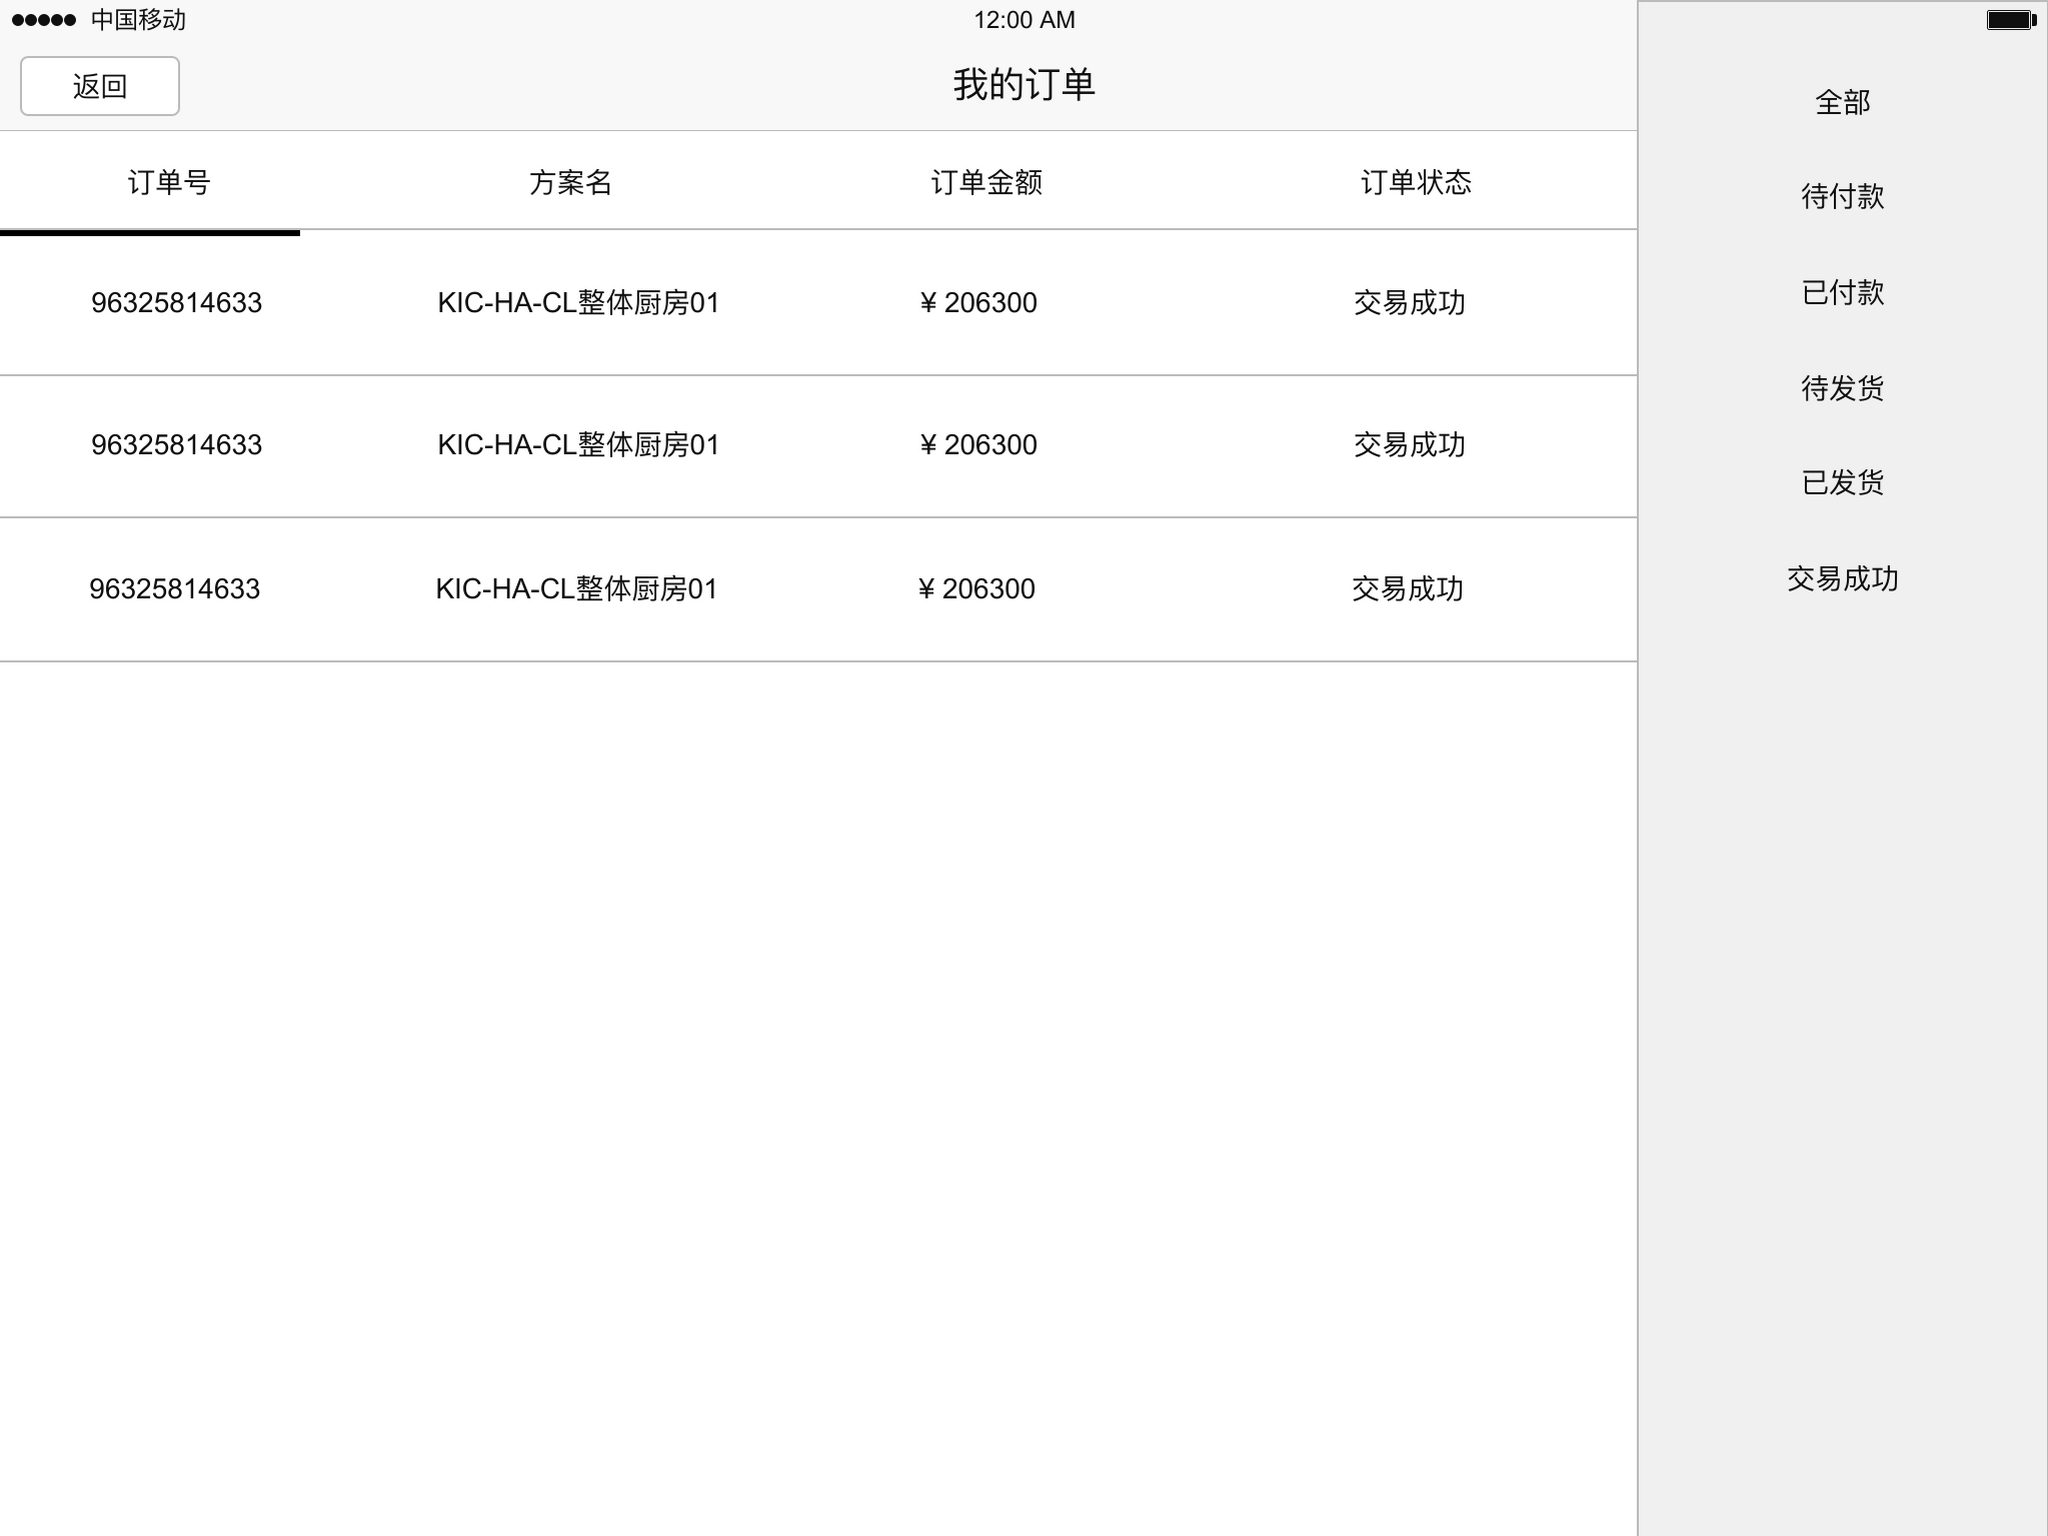 中国移动 12:00 AM
返回 我的订单
订单号 方案名 订单金额 订单状态
96325814633 KIC-HA-CL整体厨房01 ¥ 206300 交易成功
96325814633 KIC-HA-CL整体厨房01 ¥ 206300 交易成功
96325814633 KIC-HA-CL整体厨房01 ¥ 206300 交易成功
全部
待付款
已付款
待发货
已发货
交易成功